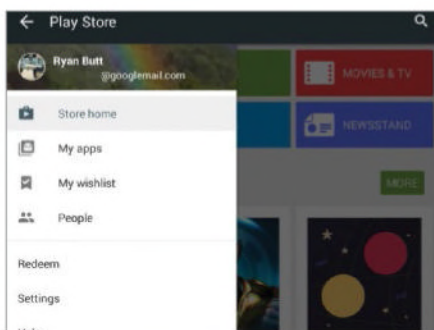 Play Store
Ryan Butt
@googlemail.com
MOVIES & TV
Store home
NEWSSTAND
My apps
My wishlist
MORE
People
Redeem
Settings